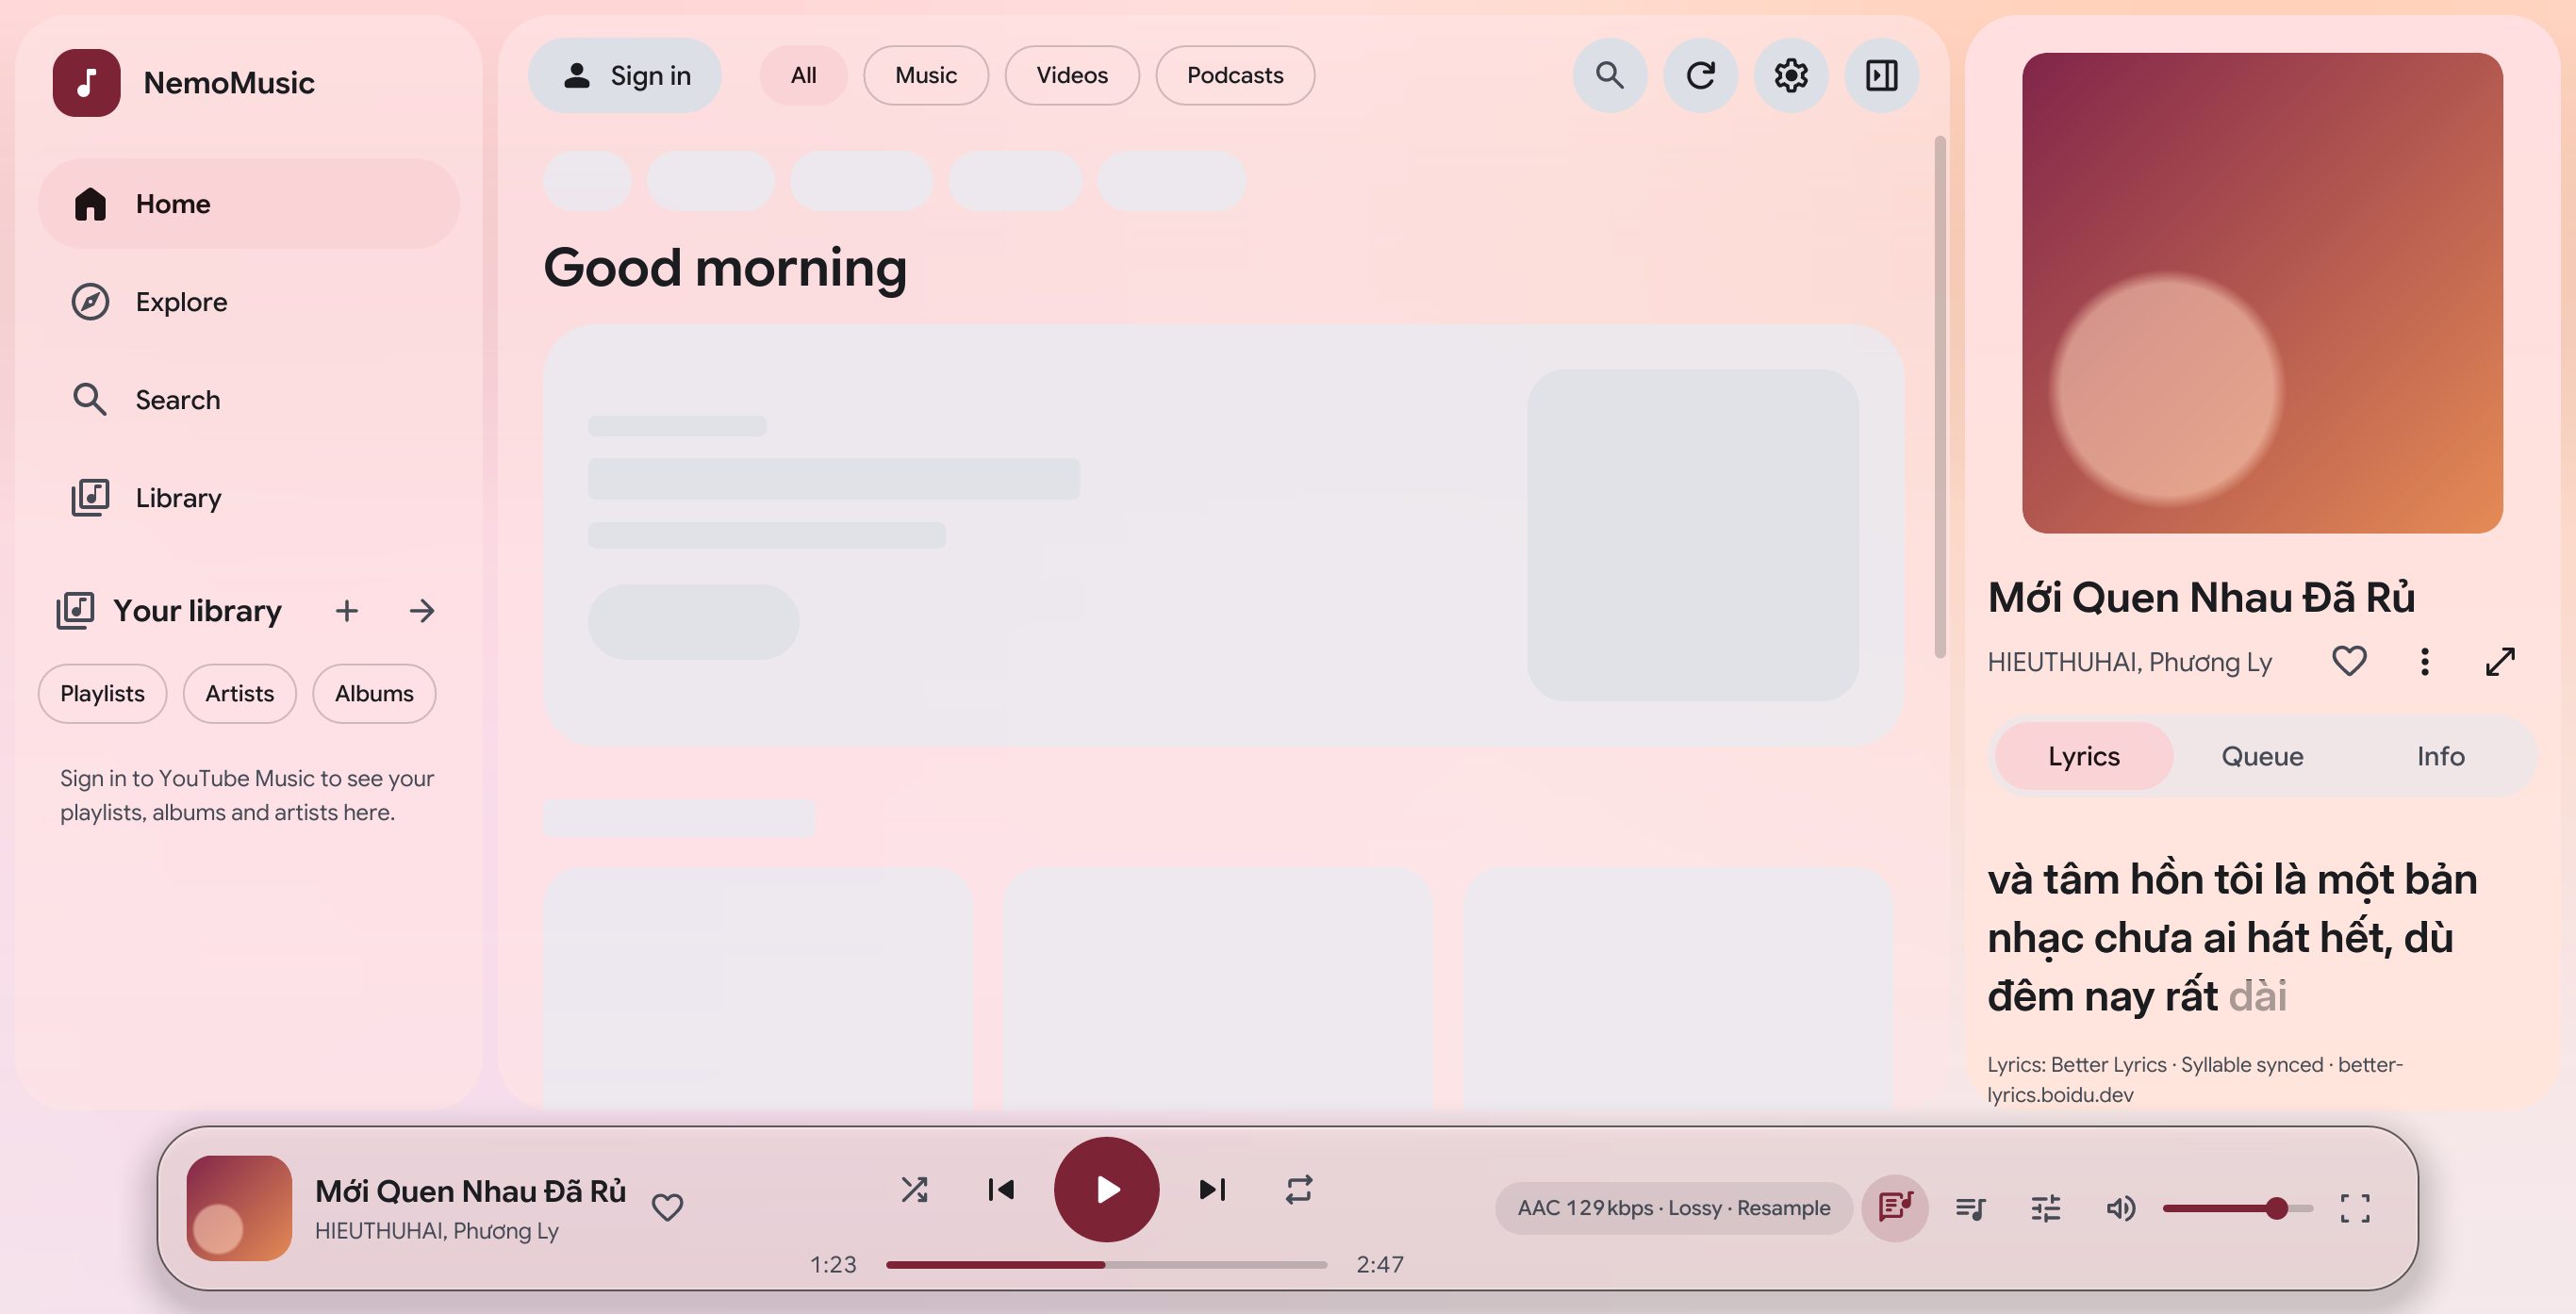 NemoMusic
Home
Explore
Search
Library
Your library
Playlists Artists Albums
Sign in to YouTube Music to see your
playlists, albums and artists here.
Sign in All Music Videos Podcasts
Good morning
Mới Quen Nhau Đã Rủ
HIEUTHUHAI, Phương Ly
Lyrics Queue Info
và tâm hồn tôi là một bản
nhạc chưa ai hát hết, dù
đêm nay rất dài
Lyrics: Better Lyrics · Syllable synced · better-
lyrics.boidu.dev
Mới Quen Nhau Đã Rủ
HIEUTHUHAI, Phương Ly
1:23 2:47
AAC 129 kbps · Lossy · Resample